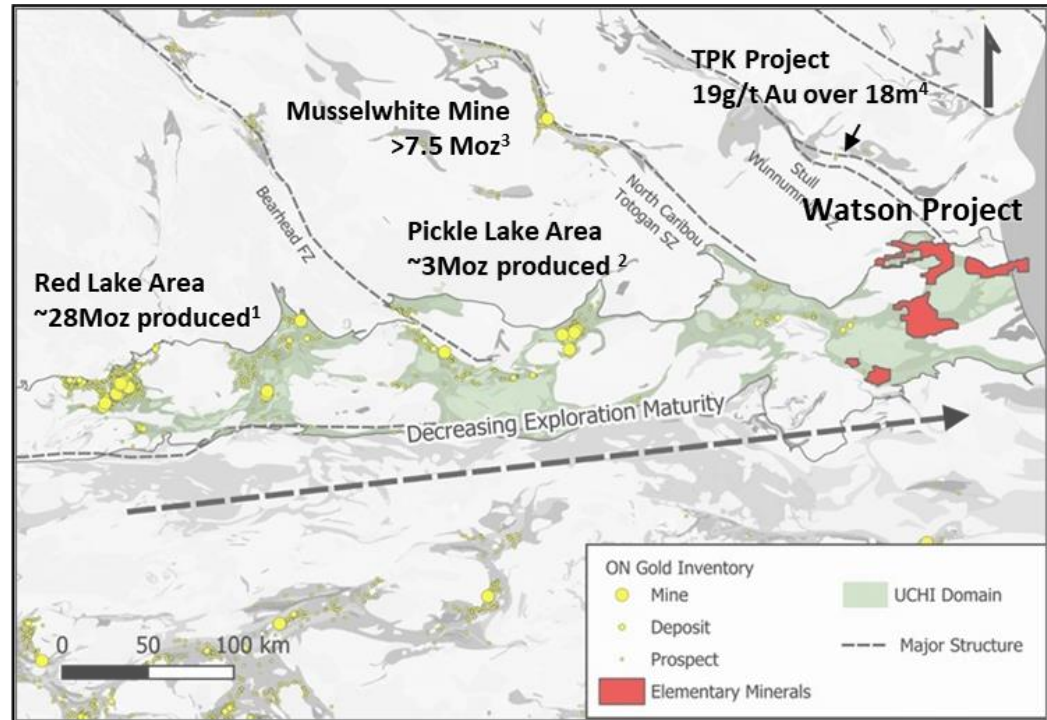 TPK Project
19g/t Au over 18m4
Musselwhite Mine
>7.5 Moz3
Stull
Wunnumin
Bearhead FZ
North Caribou
Totogan SZ
Watson Project
Pickle Lake Area
~3Moz produced 2
Red Lake Area
~28Moz produced1
Decreasing Exploration Maturity
ON Gold Inventory
Mine
Deposit
Prospect
Elementary Minerals
UCHI Domain
Major Structure
0 50 100 km